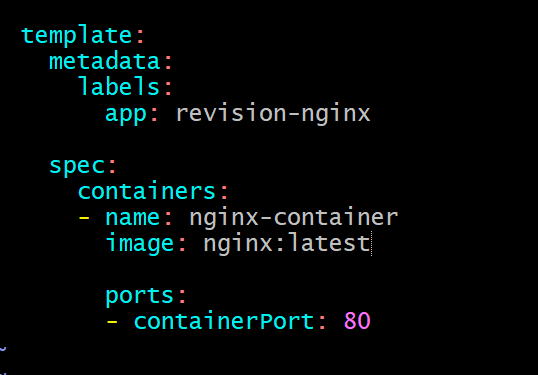 template:
  metadata:
    labels:
      app: revision-nginx
  spec:
    containers:
    - name: nginx-container
      image: nginx:latest
      ports:
      - containerPort: 80
~